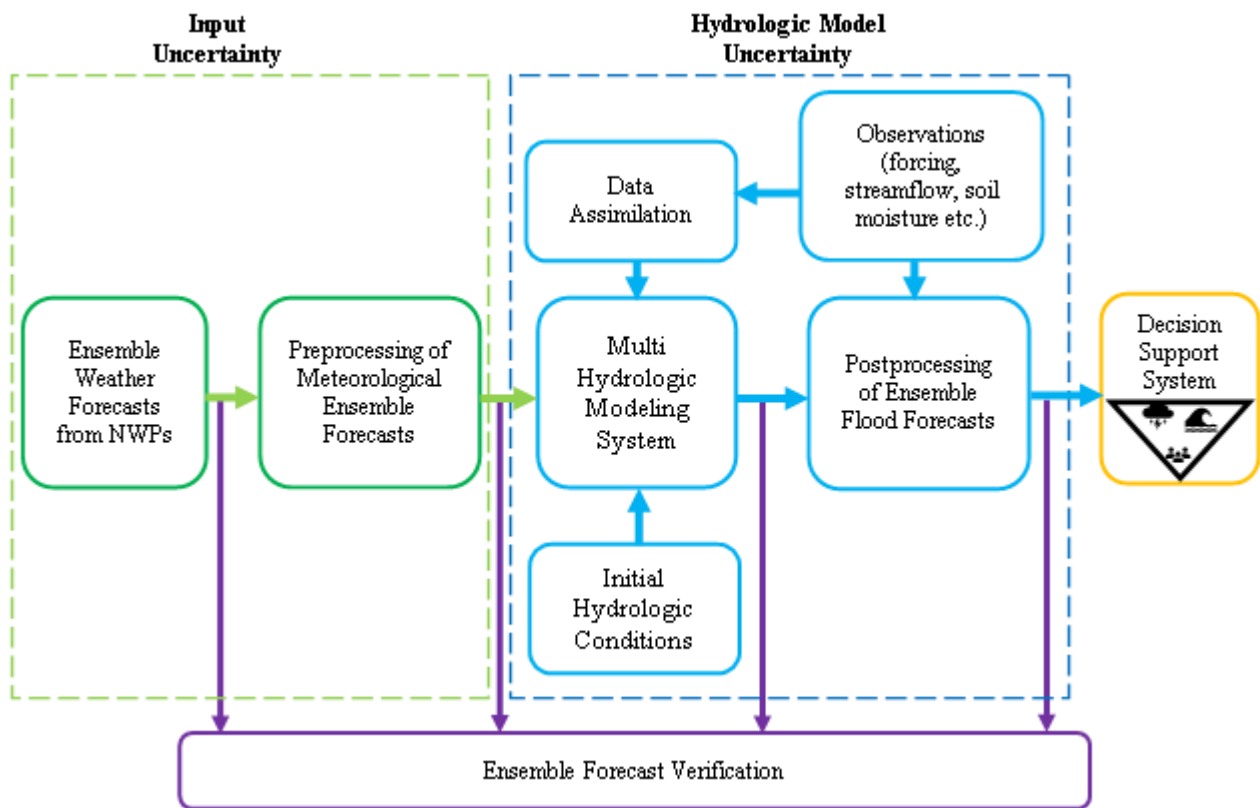 Input
Uncertainty
Hydrologic Model
Uncertainty
Observations
(forcing,
streamflow, soil
moisture etc.)
Data
Assimilation
Ensemble
Weather
Forecasts
from NWPs
Preprocessing of
Meteorological
Ensemble
Forecasts
Multi
Hydrologic
Modeling
System
Postprocessing
of Ensemble
Flood Forecasts
Decision
Support
System
Initial
Hydrologic
Conditions
Ensemble Forecast Verification